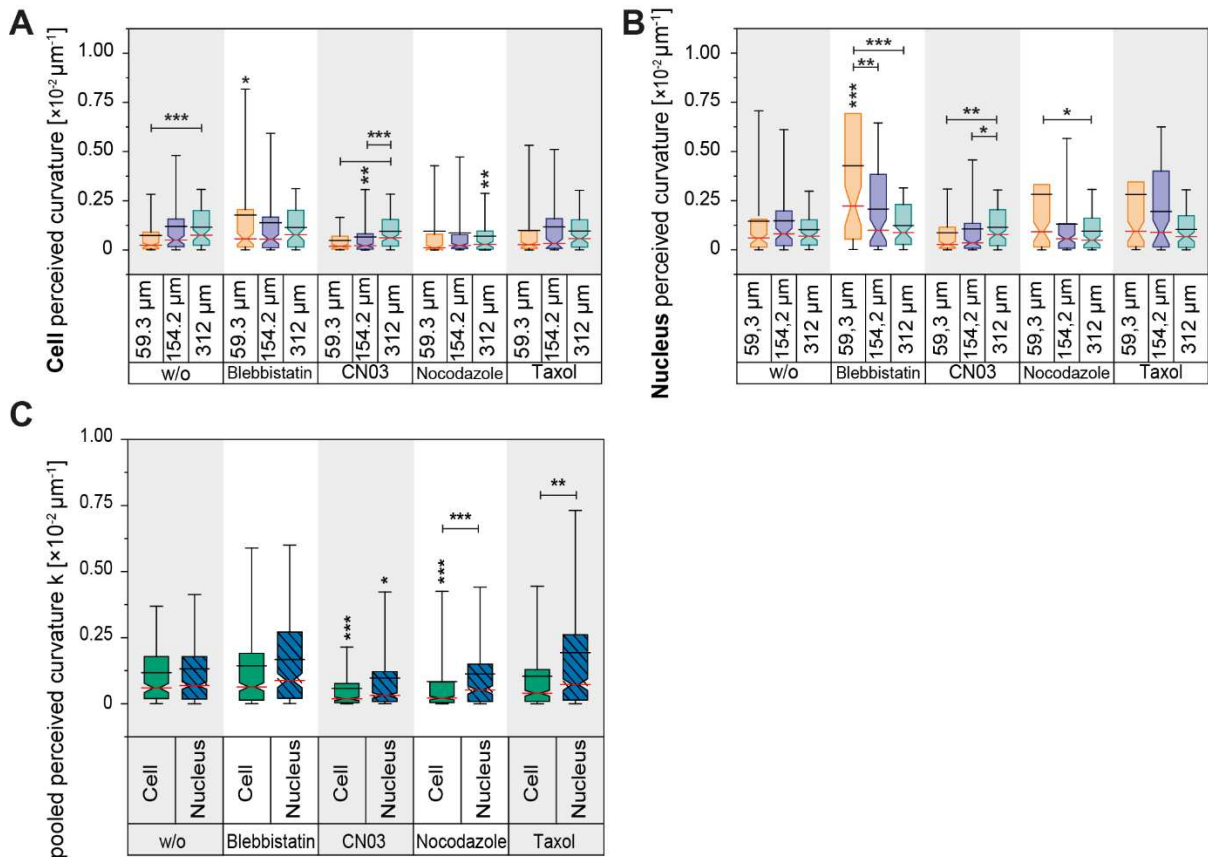 A
Cell perceived curvature [×10⁻² µm⁻¹]
1.00
0.75
0.50
0.25
0
***
*
***
**
**
59.3 µm
154.2 µm
312 µm
59.3 µm
154.2 µm
312 µm
59.3 µm
154.2 µm
312 µm
59.3 µm
154.2 µm
312 µm
59.3 µm
154.2 µm
312 µm
w/o
Blebbistatin
CN03
Nocodazole
Taxol
B
Nucleus perceived curvature [×10⁻² µm⁻¹]
1.00
0.75
0.50
0.25
0
***
**
***
**
*
*
59,3 µm
154,2 µm
312 µm
59,3 µm
154,2 µm
312 µm
59,3 µm
154,2 µm
312 µm
59,3 µm
154,2 µm
312 µm
59,3 µm
154,2 µm
312 µm
w/o
Blebbistatin
CN03
Nocodazole
Taxol
C
pooled perceived curvature k [×10⁻² µm⁻¹]
1.00
0.75
0.50
0.25
0
***
*
***
***
**
Cell
Nucleus
Cell
Nucleus
Cell
Nucleus
Cell
Nucleus
Cell
Nucleus
w/o
Blebbistatin
CN03
Nocodazole
Taxol